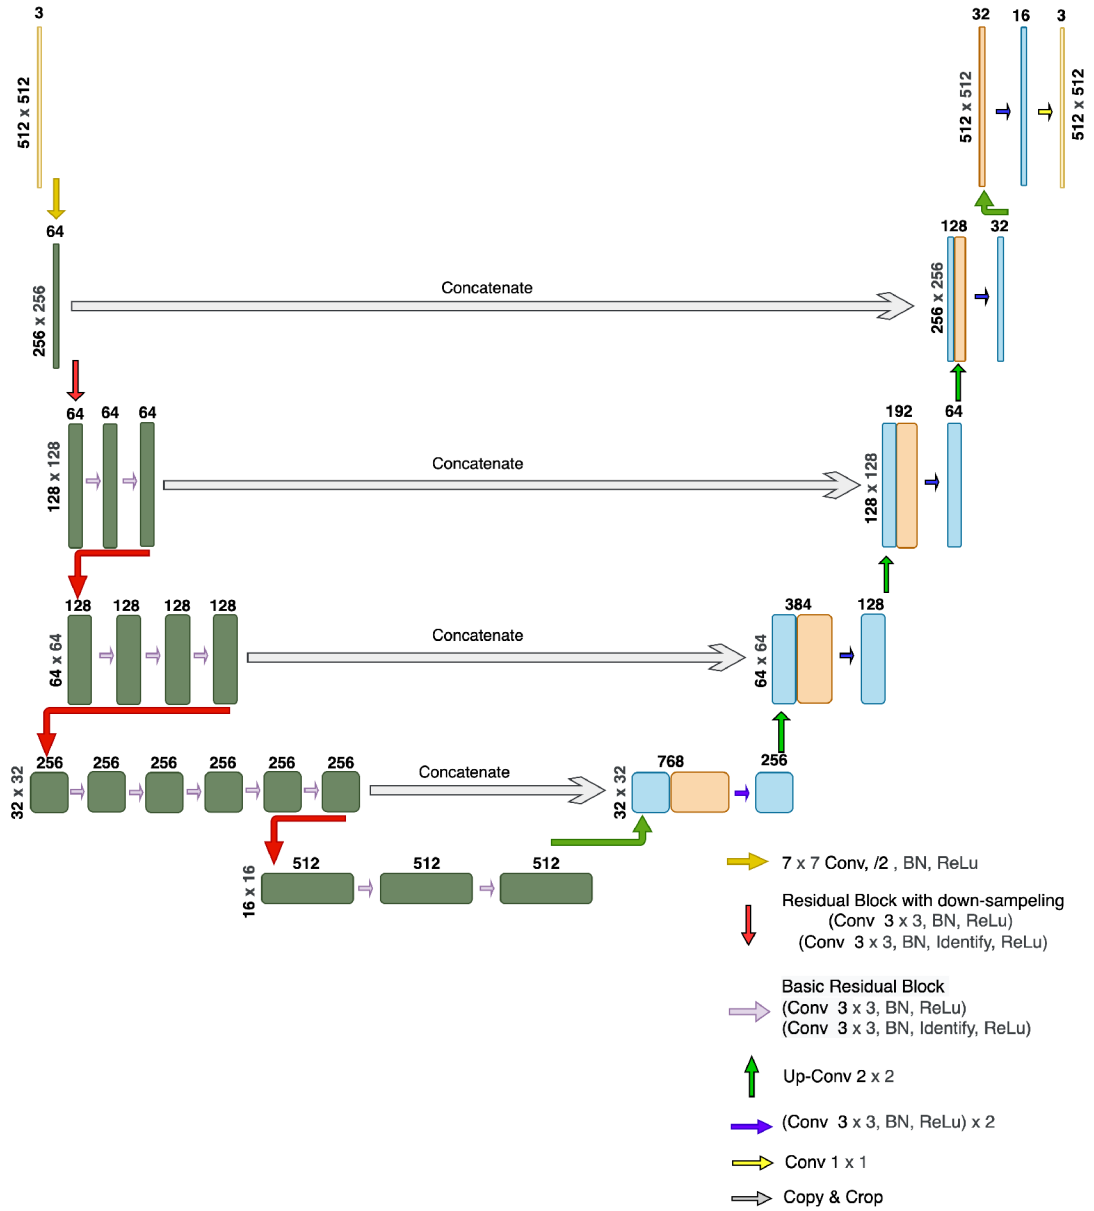 3
512 x 512
64
256 x 256
Concatenate
64 64 64
128 x 128
Concatenate
128 128 128 128
64 x 64
Concatenate
256 256 256 256 256 256
32 x 32
Concatenate
512 512 512
16 x 16
768 256
32 x 32
384 128
64 x 64
192 64
128 x 128
128 32
256 x 256
32 16 3
512 x 512
512 x 512
7 x 7 Conv, /2 , BN, ReLu
Residual Block with down-sampeling
(Conv 3 x 3, BN, ReLu)
(Conv 3 x 3, BN, Identify, ReLu)
Basic Residual Block
(Conv 3 x 3, BN, ReLu)
(Conv 3 x 3, BN, Identify, ReLu)
Up-Conv 2 x 2
(Conv 3 x 3, BN, ReLu) x 2
Conv 1 x 1
Copy & Crop